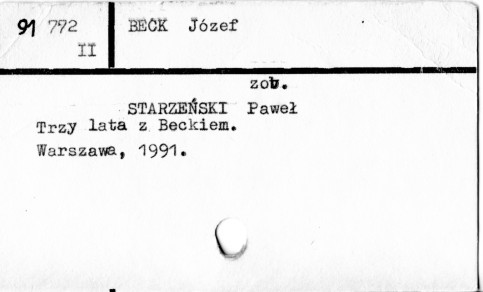 91 772 BECK Józef
II
zob.
STARZEŃSKI Paweł
Trzy lata z Beckiem.
Warszawa, 1991.